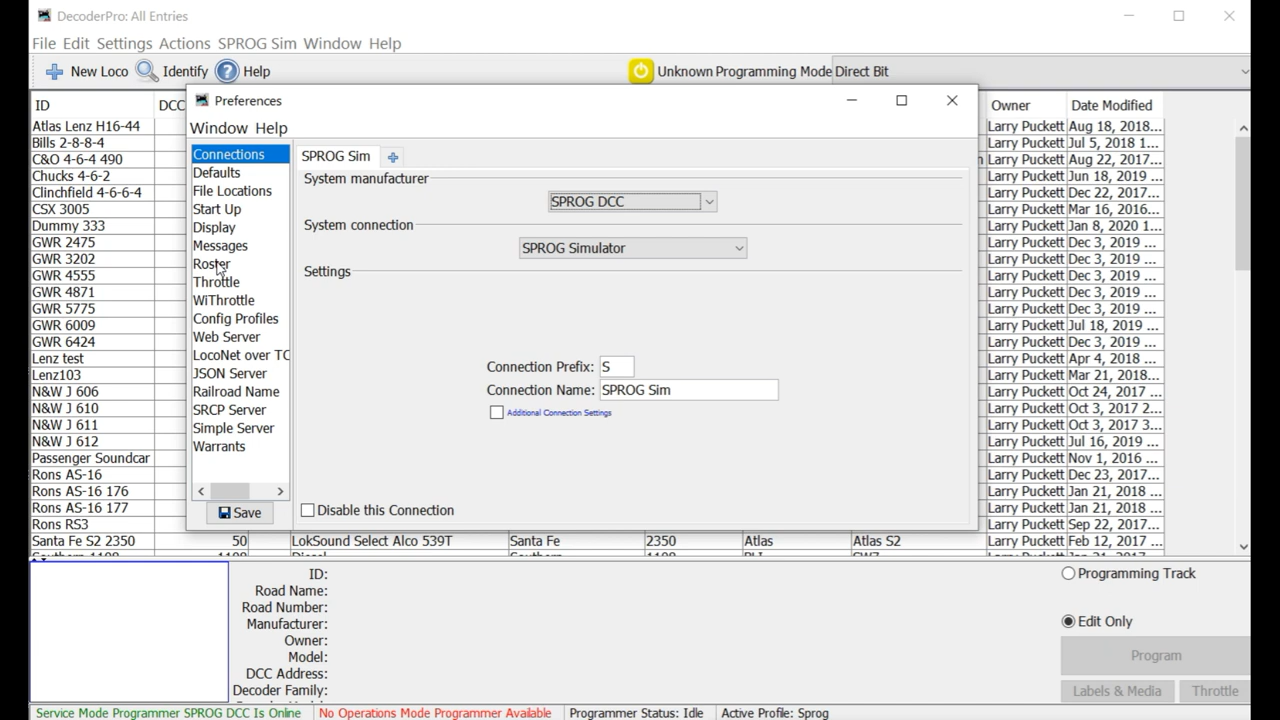 DecoderPro: All Entries
File Edit Settings Actions SPROG Sim Window Help
New Loco Identify Help Unknown Programming Mode Direct Bit
ID DCC Owner Date Modified
Preferences
Window Help
Connections
Defaults
File Locations
Start Up
Display
Messages
Roster
Throttle
WiThrottle
Config Profiles
Web Server
LocoNet over TC
JSON Server
Railroad Name
SRCP Server
Simple Server
Warrants
Save
SPROG Sim
System manufacturer
SPROG DCC
System connection
SPROG Simulator
Settings
Connection Prefix: S
Connection Name: SPROG Sim
Additional Connection Settings
Disable this Connection
Atlas Lenz H16-44 Larry Puckett Aug 18, 2018...
Bills 2-8-8-4 Larry Puckett Jul 5, 2018 1...
C&O 4-6-4 490 Larry Puckett Aug 22, 2017...
Chucks 4-6-2 Larry Puckett Jun 18, 2019 ...
Clinchfield 4-6-6-4 Larry Puckett Dec 22, 2017...
CSX 3005 Larry Puckett Mar 16, 2016...
Dummy 333 Larry Puckett Jan 8, 2020 1...
GWR 2475 Larry Puckett Dec 3, 2019 ...
GWR 3202 Larry Puckett Dec 3, 2019 ...
GWR 4555 Larry Puckett Dec 3, 2019 ...
GWR 4871 Larry Puckett Dec 3, 2019 ...
GWR 5775 Larry Puckett Dec 3, 2019 ...
GWR 6009 Larry Puckett Jul 18, 2019 ...
GWR 6424 Larry Puckett Dec 3, 2019 ...
Lenz test Larry Puckett Apr 4, 2018 ...
Lenz103 Larry Puckett Mar 21, 2018...
N&W J 606 Larry Puckett Oct 24, 2017 ...
N&W J 610 Larry Puckett Oct 3, 2017 2...
N&W J 611 Larry Puckett Oct 3, 2017 3...
N&W J 612 Larry Puckett Jul 16, 2019 ...
Passenger Soundcar Larry Puckett Nov 1, 2016 ...
Rons AS-16 Larry Puckett Dec 23, 2017...
Rons AS-16 176 Larry Puckett Jan 21, 2018 ...
Rons AS-16 177 Larry Puckett Jan 21, 2018 ...
Rons RS3 Larry Puckett Sep 22, 2017...
Santa Fe S2 2350 50 LokSound Select Alco 539T Santa Fe 2350 Atlas Atlas S2 Larry Puckett Feb 12, 2017 ...
ID:
Road Name:
Road Number:
Manufacturer:
Owner:
Model:
DCC Address:
Decoder Family:
Programming Track
Edit Only
Program
Labels & Media Throttle
Service Mode Programmer SPROG DCC Is Online No Operations Mode Programmer Available Programmer Status: Idle Active Profile: Sprog